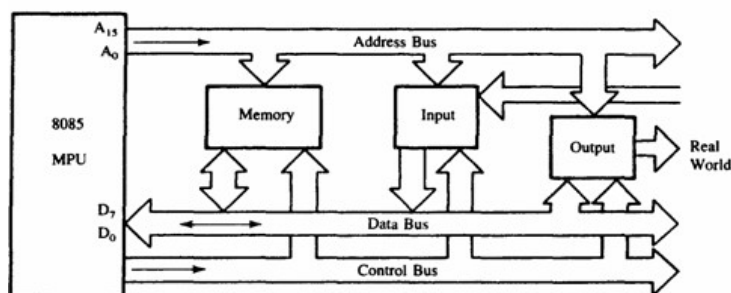 A15
A0
Address Bus
8085
MPU
Memory
Input
Output
Real
World
D7
D0
Data Bus
Control Bus